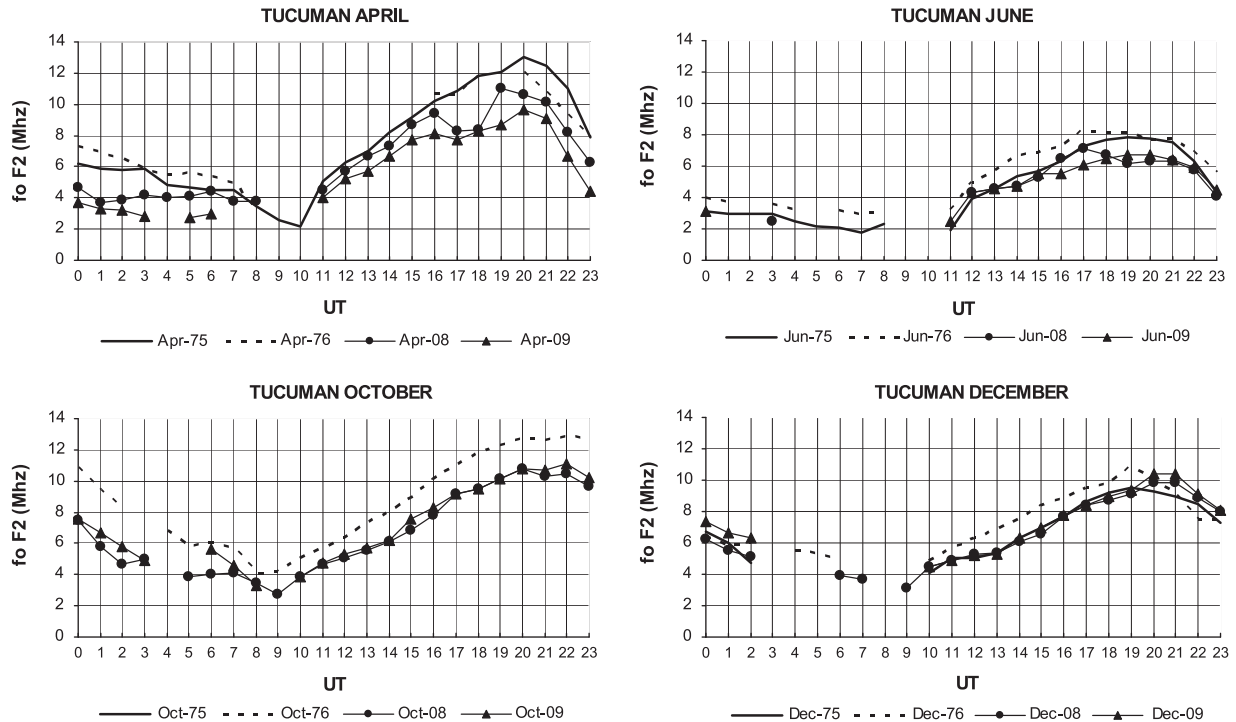 TUCUMAN APRIL
fo F2 (Mhz)
14
12
10
8
6
4
2
0
0 1 2 3 4 5 6 7 8 9 10 11 12 13 14 15 16 17 18 19 20 21 22 23
UT
Apr-75 Apr-76 Apr-08 Apr-09
TUCUMAN JUNE
fo F2 (Mhz)
14
12
10
8
6
4
2
0
0 1 2 3 4 5 6 7 8 9 10 11 12 13 14 15 16 17 18 19 20 21 22 23
UT
Jun-75 Jun-76 Jun-08 Jun-09
TUCUMAN OCTOBER
fo F2 (Mhz)
14
12
10
8
6
4
2
0
0 1 2 3 4 5 6 7 8 9 10 11 12 13 14 15 16 17 18 19 20 21 22 23
UT
Oct-75 Oct-76 Oct-08 Oct-09
TUCUMAN DECEMBER
fo F2 (Mhz)
14
12
10
8
6
4
2
0
0 1 2 3 4 5 6 7 8 9 10 11 12 13 14 15 16 17 18 19 20 21 22 23
UT
Dec-75 Dec-76 Dec-08 Dec-09